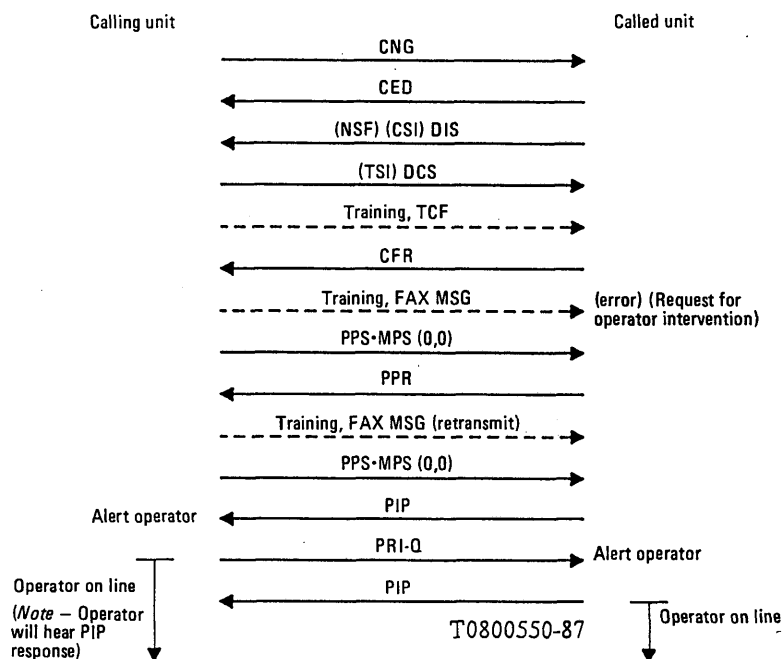 Calling unit
Called unit
CNG
CED
(NSF) (CSI) DIS
(TSI) DCS
Training, TCF
CFR
Training, FAX MSG
(error) (Request for
operator intervention)
PPS·MPS (0,0)
PPR
Training, FAX MSG (retransmit)
PPS·MPS (0,0)
PIP
Alert operator
PRI-Q
Alert operator
Operator on line
(Note – Operator
will hear PIP
response)
PIP
Operator on line
T0800550-87